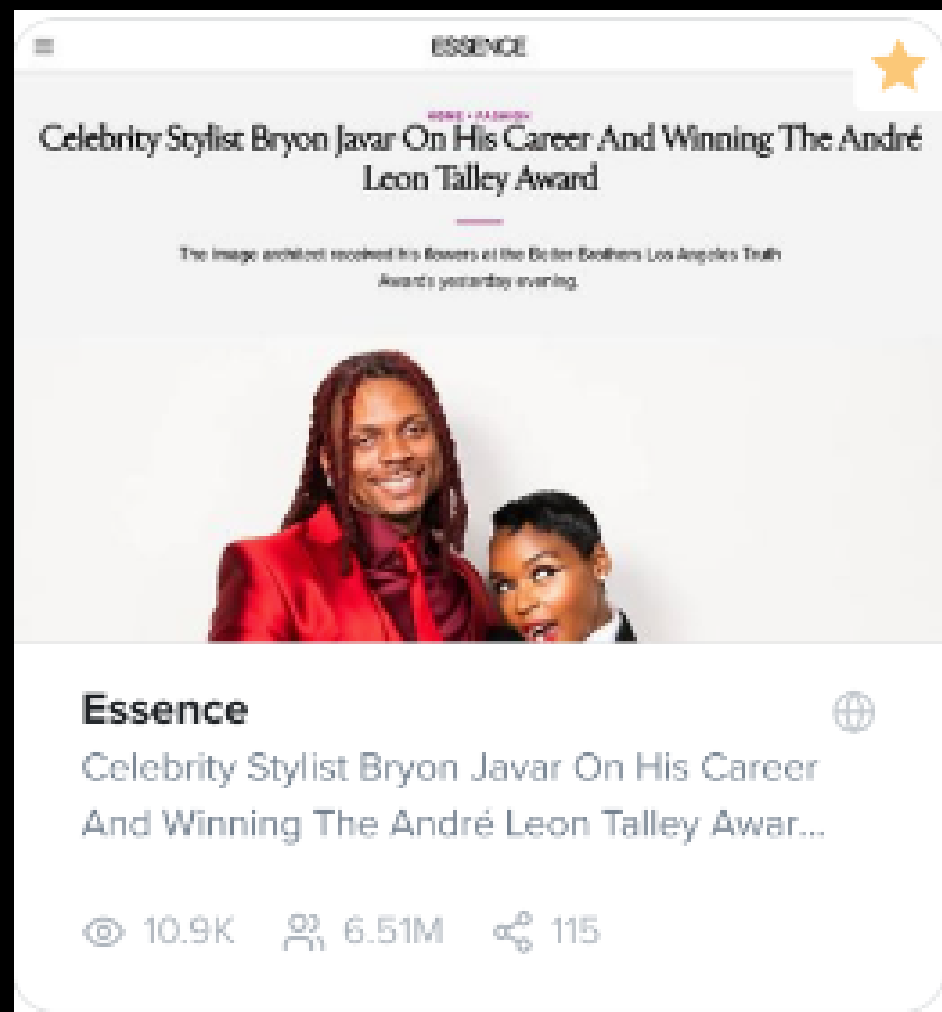 ESSENCE
HOME • FASHION
Celebrity Stylist Bryon Javar On His Career And Winning The André
Leon Talley Award
The image architect received his flowers at the Better Brothers Los Angeles Truth
Awards yesterday evening.
Essence
Celebrity Stylist Bryon Javar On His Career
And Winning The André Leon Talley Awar...
10.9K 6.51M 115